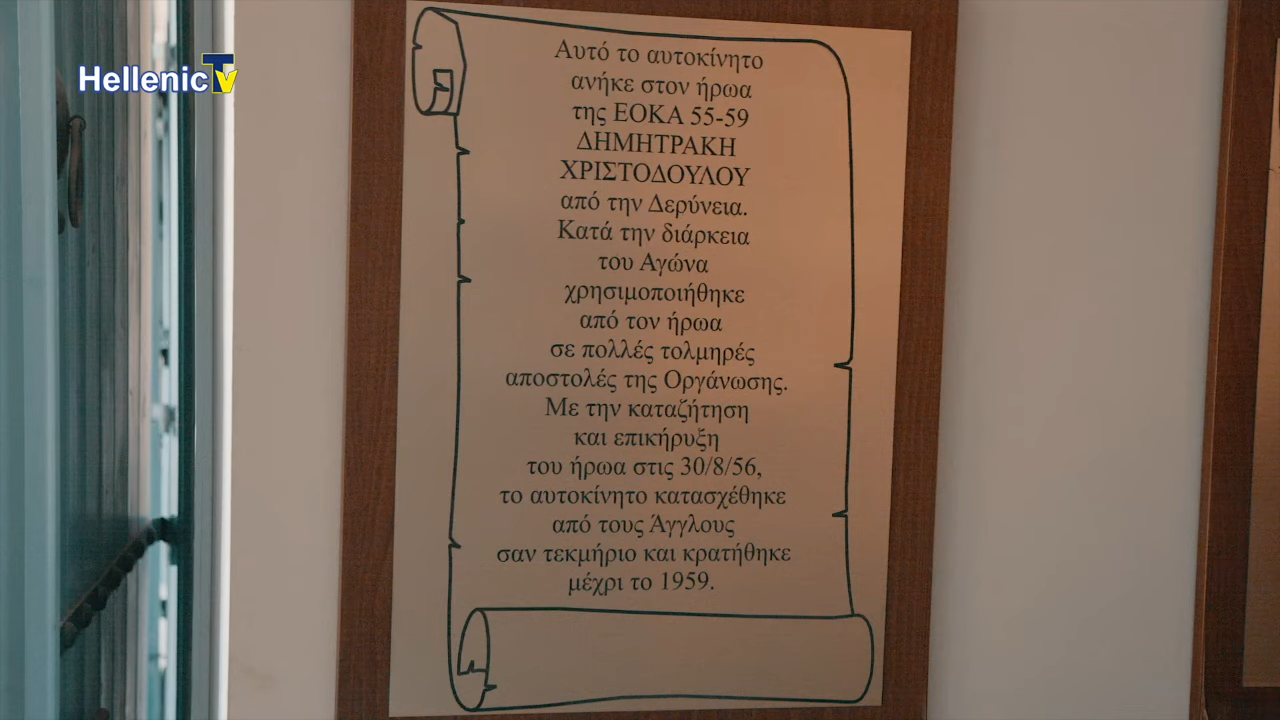 HellenicTv
Αυτό το αυτοκίνητο
ανήκε στον ήρωα
της ΕΟΚΑ 55-59
ΔΗΜΗΤΡΑΚΗ
ΧΡΙΣΤΟΔΟΥΛΟΥ
από την Δερύνεια.
Κατά την διάρκεια
του Αγώνα
χρησιμοποιήθηκε
από τον ήρωα
σε πολλές τολμηρές
αποστολές της Οργάνωσης.
Με την καταζήτηση
και επικήρυξη
του ήρωα στις 30/8/56,
το αυτοκίνητο κατασχέθηκε
από τους Άγγλους
σαν τεκμήριο και κρατήθηκε
μέχρι το 1959.